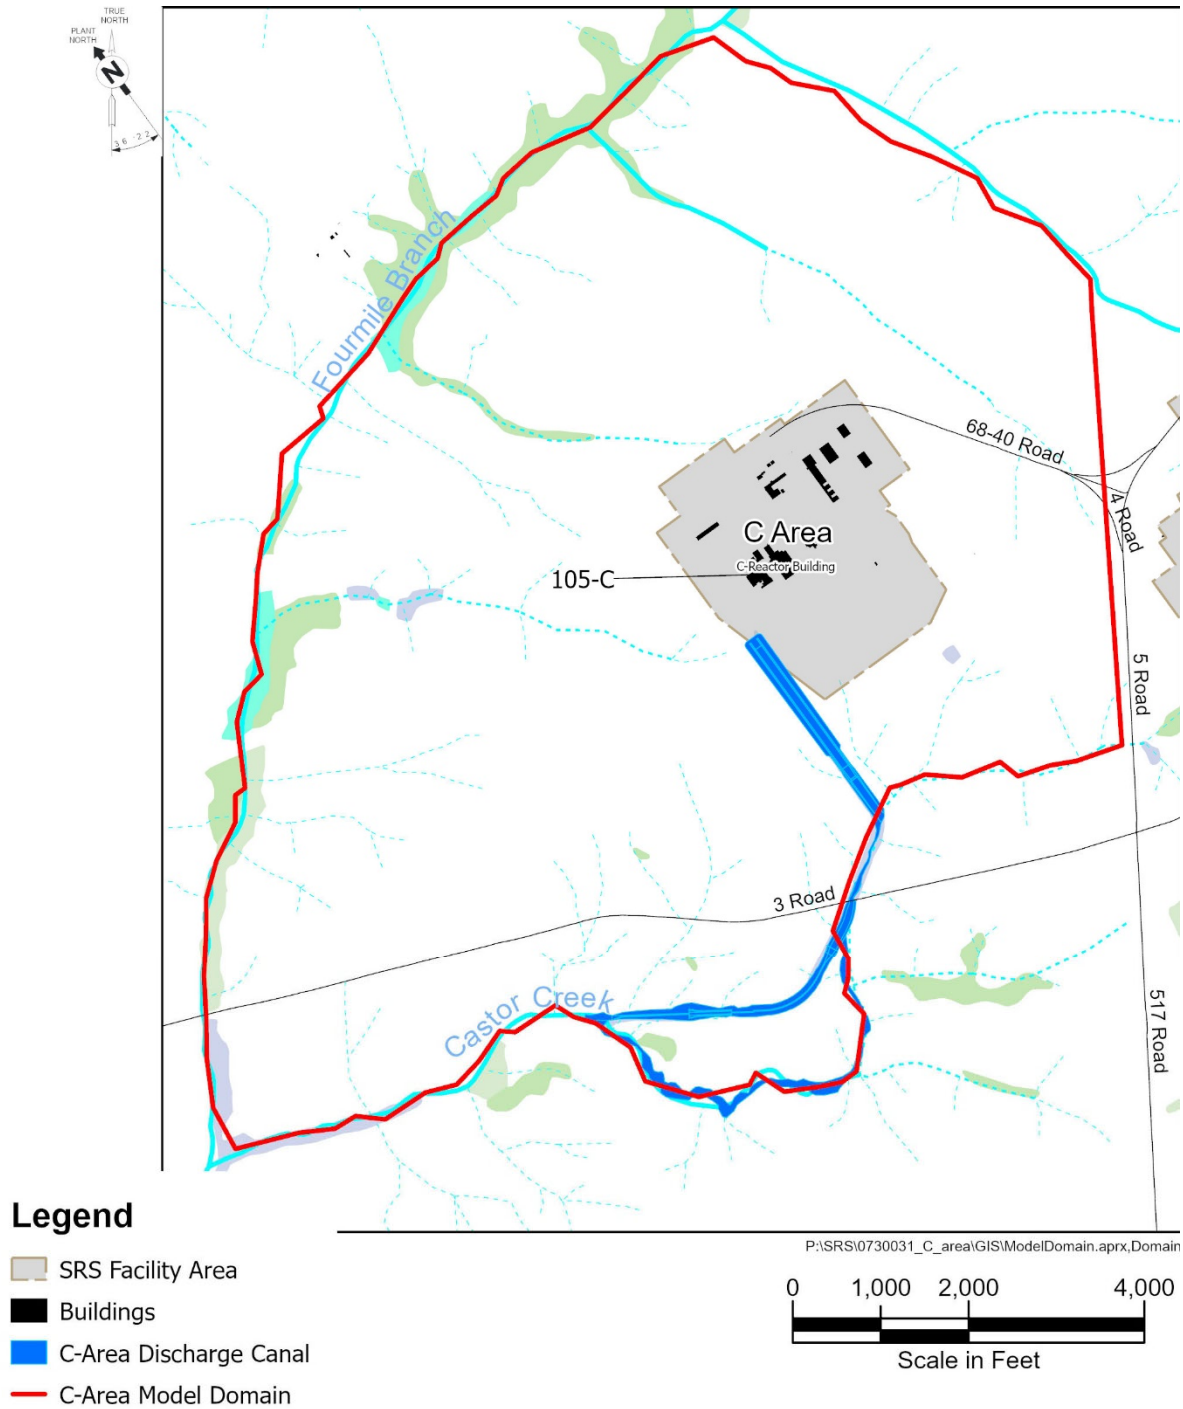 TRUE
NORTH
PLANT
NORTH
N
36:22
Fourmile Branch
68-40 Road
4 Road
C Area
C-Reactor Building
105-C
5 Road
3 Road
Castor Creek
517 Road
Legend
P:\SRS\0730031_C_area\GIS\ModelDomain.aprx,Domain
SRS Facility Area
Buildings
C-Area Discharge Canal
C-Area Model Domain
0 1,000 2,000 4,000
Scale in Feet